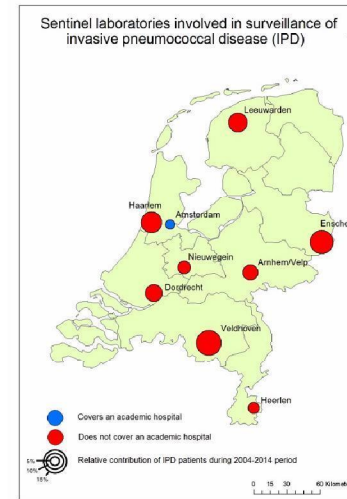 Sentinel laboratories involved in surveillance of
invasive pneumococcal disease (IPD)
Leeuwarden
Haarlem
Amsterdam
Ensche
Nieuwegein
Arnhem/Velp
Dordrecht
Veldhoven
Heerlen
Covers an academic hospital
Does not cover an academic hospital
Relative contribution of IPD patients during 2004-2014 period
5%
10%
15%
0 15 30 60 Kilomet